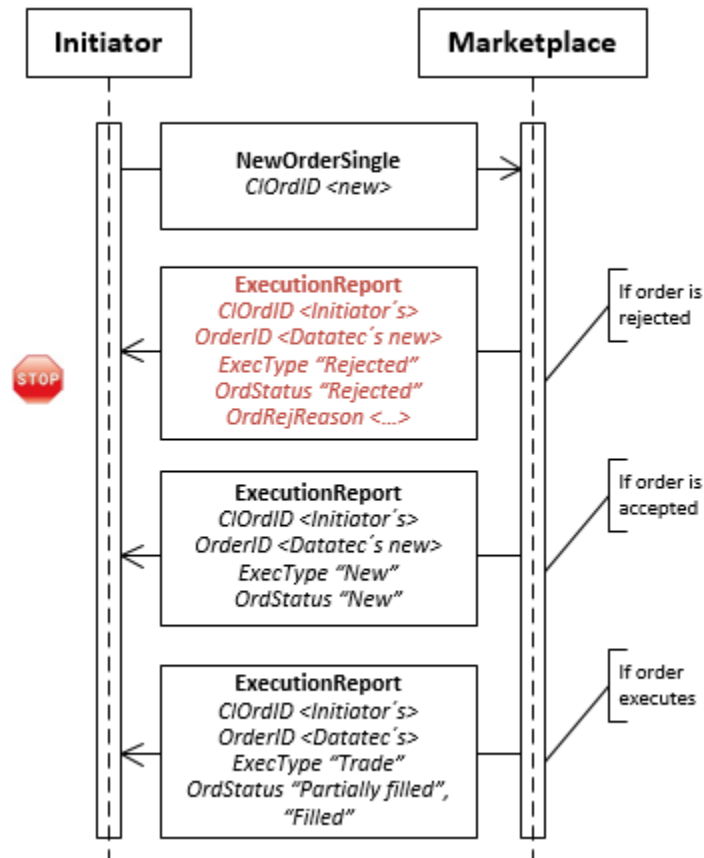 Initiator
Marketplace
NewOrderSingle
ClOrdID <new>
ExecutionReport
ClOrdID <Initiator´s>
OrderID <Datatec´s new>
ExecType “Rejected”
OrdStatus “Rejected”
OrdRejReason <...>
If order is
rejected
STOP
ExecutionReport
ClOrdID <Initiator´s>
OrderID <Datatec´s new>
ExecType “New”
OrdStatus “New”
If order is
accepted
ExecutionReport
ClOrdID <Initiator´s>
OrderID <Datatec´s>
ExecType “Trade”
OrdStatus “Partially filled”,
“Filled”
If order
executes